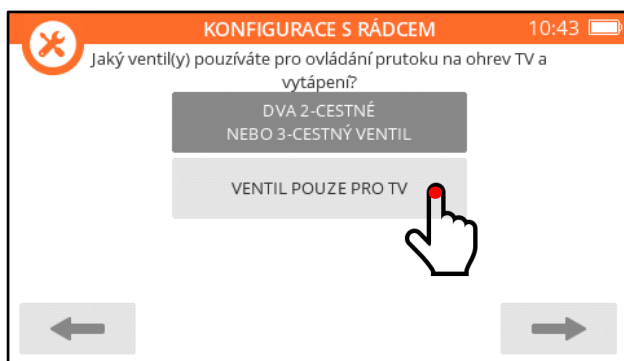 KONFIGURACE S RÁDCEM
10:43
Jaký ventil(y) používáte pro ovládání prutoku na ohrev TV a
vytápení?
DVA 2-CESTNÉ
NEBO 3-CESTNÝ VENTIL
VENTIL POUZE PRO TV